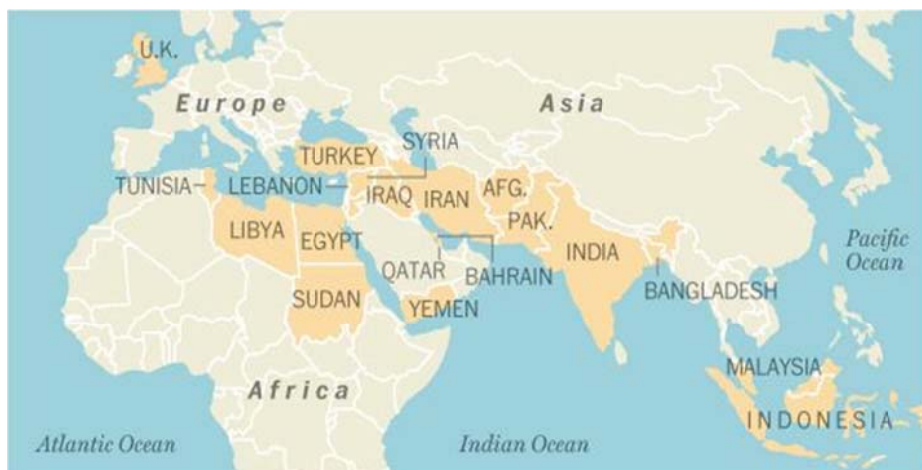 U.K.
Europe
Asia
SYRIA
TURKEY
TUNISIA
LEBANON
IRAQ
IRAN
AFG.
PAK.
LIBYA
EGYPT
INDIA
Pacific
Ocean
QATAR
BAHRAIN
SUDAN
YEMEN
BANGLADESH
MALAYSIA
Africa
INDONESIA
Atlantic Ocean
Indian Ocean